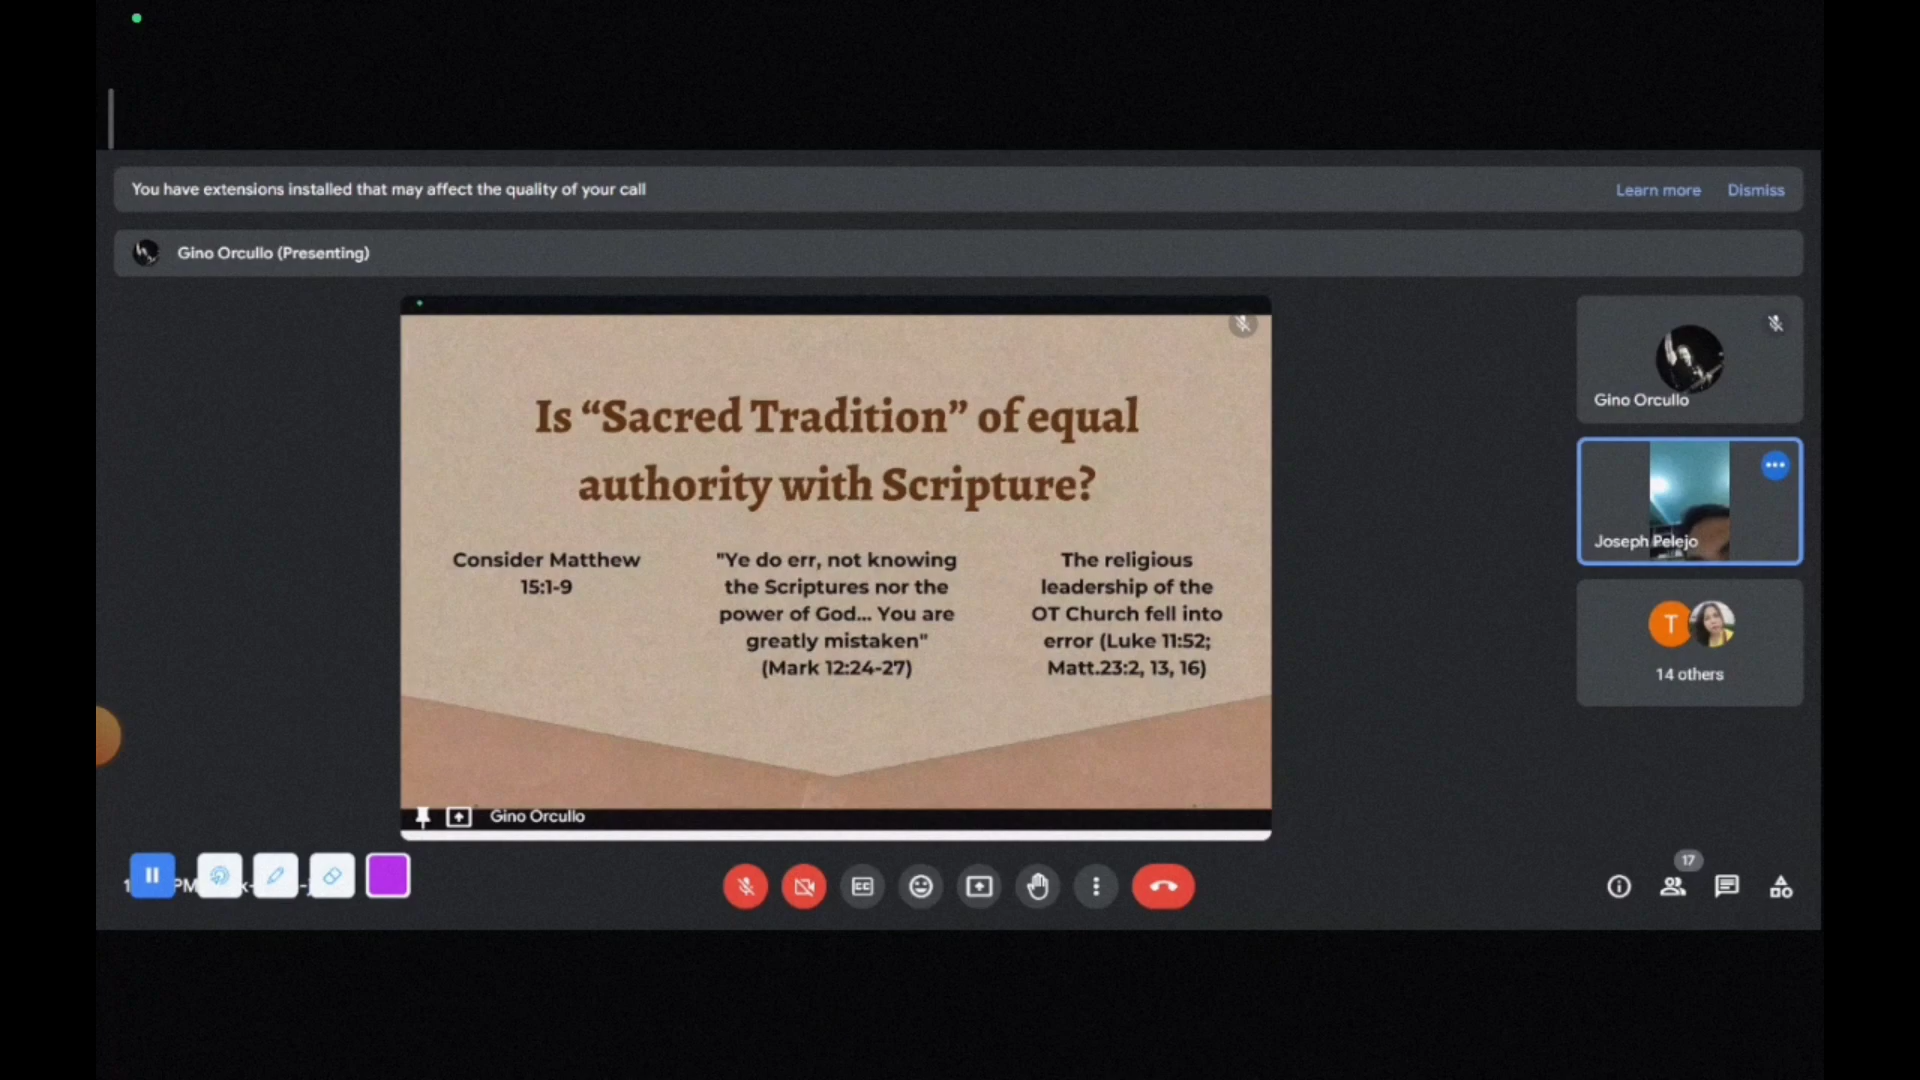 You have extensions installed that may affect the quality of your call
Learn more
Dismiss
Gino Orcullo (Presenting)
Is “Sacred Tradition” of equal
authority with Scripture?
Consider Matthew
15:1-9
"Ye do err, not knowing
the Scriptures nor the
power of God... You are
greatly mistaken"
(Mark 12:24-27)
The religious
leadership of the
OT Church fell into
error (Luke 11:52;
Matt.23:2, 13, 16)
Gino Orcullo
Gino Orcullo
Joseph Pelejo
T
14 others
PM
CC
17